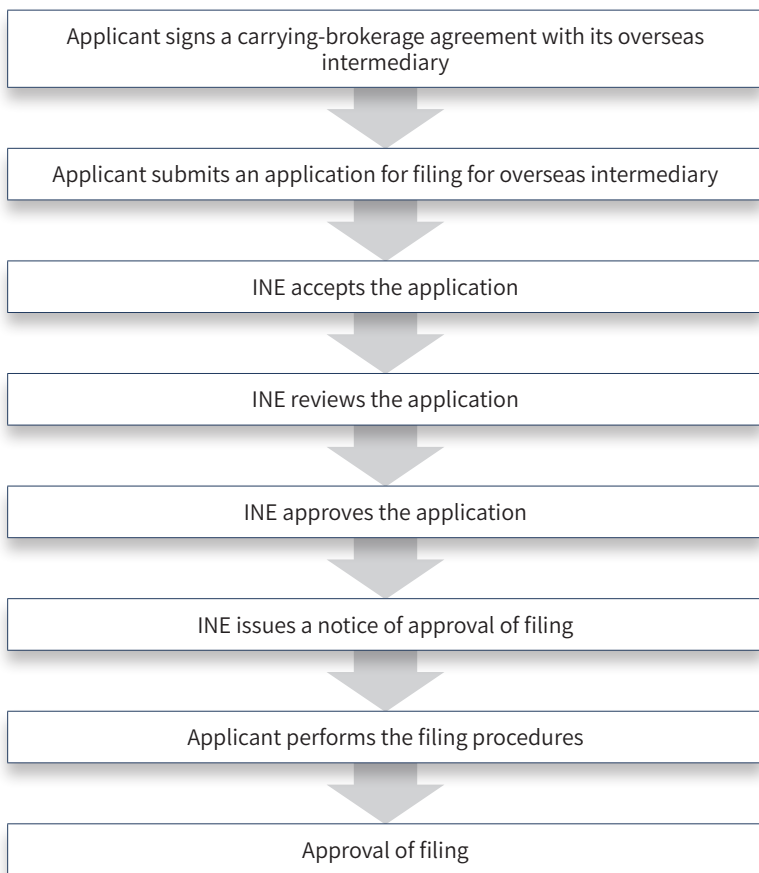 Applicant signs a carrying-brokerage agreement with its overseas
intermediary
Applicant submits an application for filing for overseas intermediary
INE accepts the application
INE reviews the application
INE approves the application
INE issues a notice of approval of filing
Applicant performs the filing procedures
Approval of filing